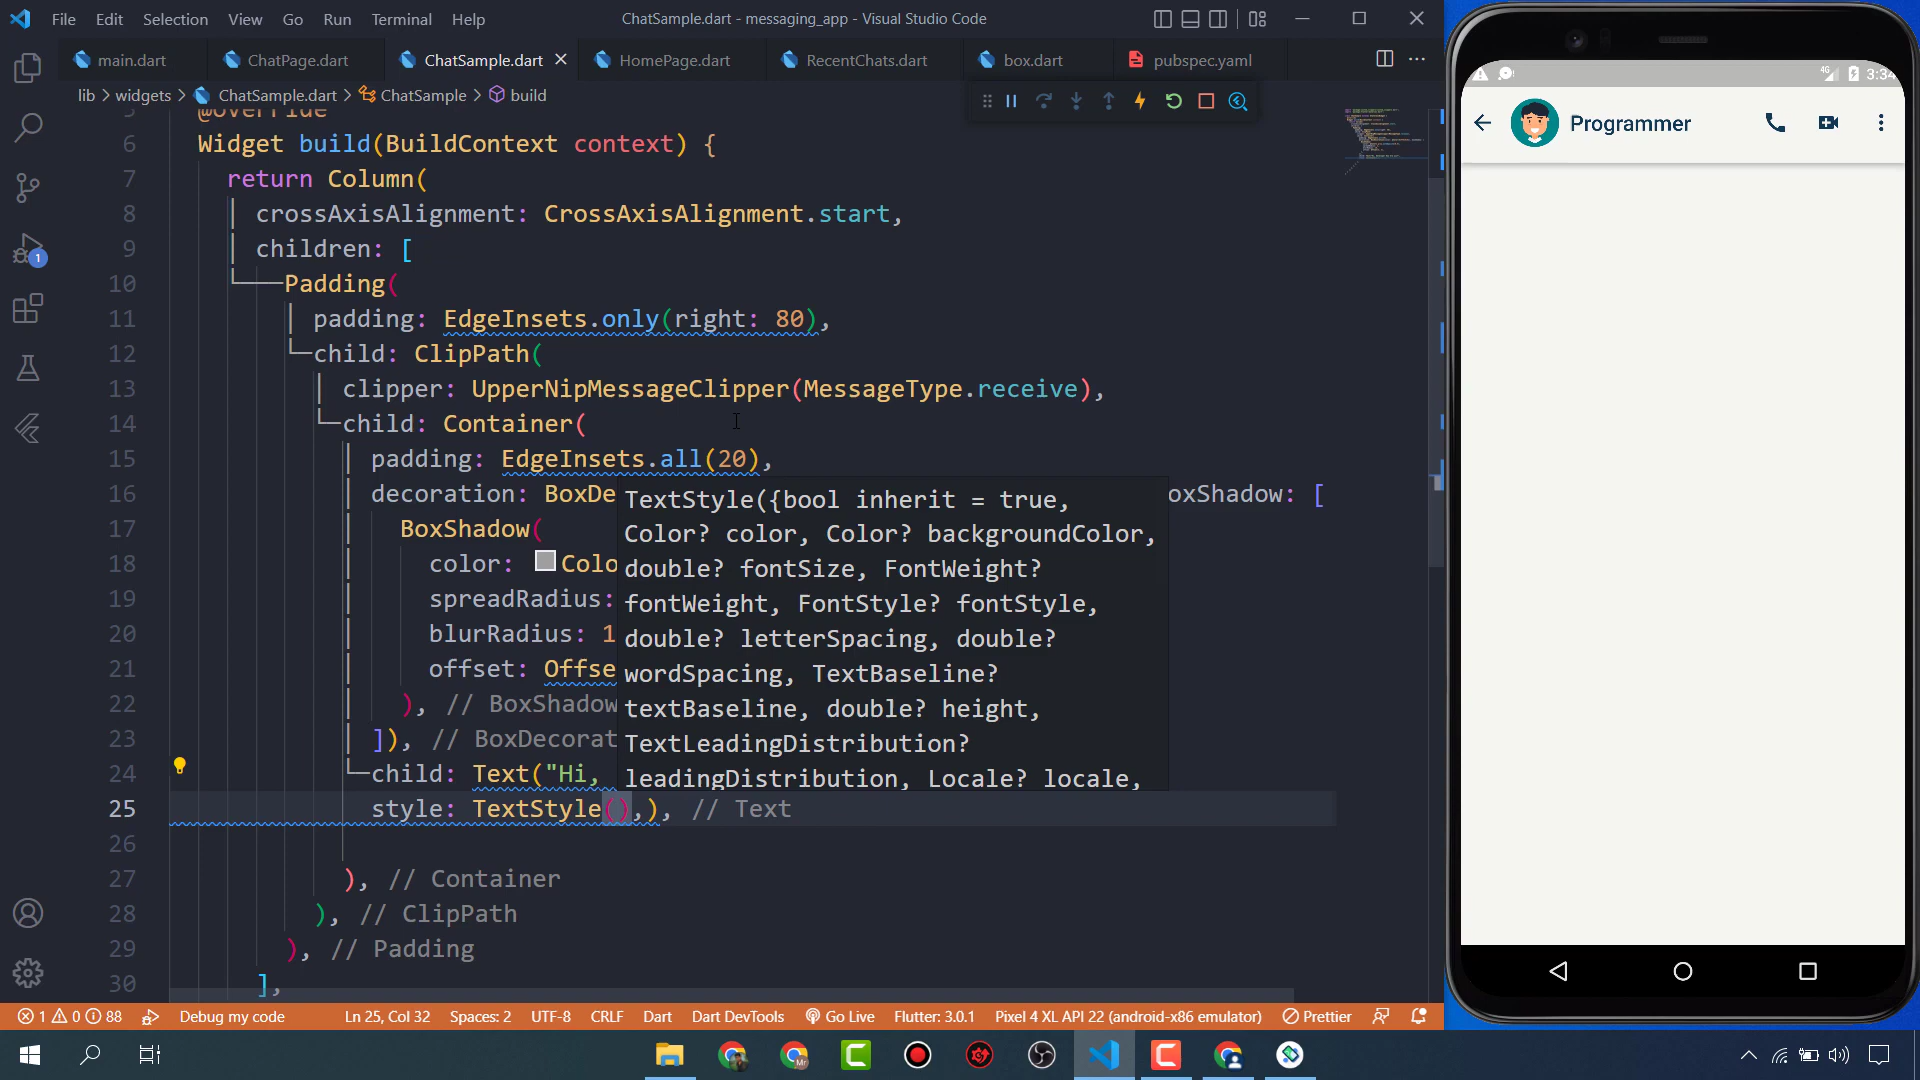 File Edit Selection View Go Run Terminal Help
ChatSample.dart - messaging_app - Visual Studio Code
main.dart ChatPage.dart ChatSample.dart HomePage.dart RecentChats.dart box.dart pubspec.yaml
lib > widgets > ChatSample.dart > ChatSample > build
@override
6 Widget build(BuildContext context) {
7 return Column(
8 crossAxisAlignment: CrossAxisAlignment.start,
9 children: [
10 Padding(
11 padding: EdgeInsets.only(right: 80),
12 child: ClipPath(
13 clipper: UpperNipMessageClipper(MessageType.receive),
14 child: Container(
15 padding: EdgeInsets.all(20),
16 decoration: BoxDe
oxShadow: [
17 BoxShadow(
18 color: Colo
19 spreadRadius:
20 blurRadius: 1
21 offset: Offse
22 ), // BoxShadow
23 ]), // BoxDecorat
24 child: Text("Hi,
25 style: TextStyle(),), // Text
26
27 ), // Container
28 ), // ClipPath
29 ), // Padding
30 ],
TextStyle({bool inherit = true,
Color? color, Color? backgroundColor,
double? fontSize, FontWeight?
fontWeight, FontStyle? fontStyle,
double? letterSpacing, double?
wordSpacing, TextBaseline?
textBaseline, double? height,
TextLeadingDistribution?
leadingDistribution, Locale? locale,
1
1 0 88 Debug my code Ln 25, Col 32 Spaces: 2 UTF-8 CRLF Dart Dart DevTools Go Live Flutter: 3.0.1 Pixel 4 XL API 22 (android-x86 emulator) Prettier
4G 3:34
Programmer